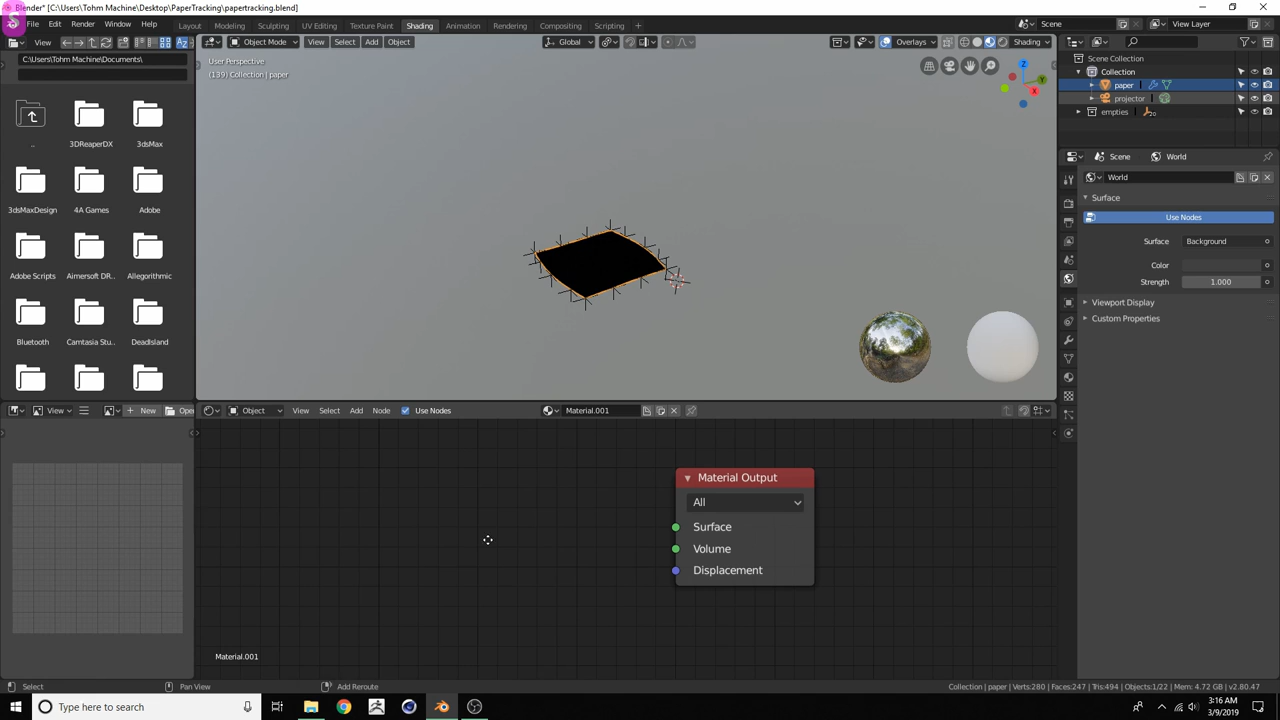 Blender* [C:\Users\Tohm Machine\Desktop\PaperTracking\papertracking.blend]
File Edit Render Window Help Layout Modeling Sculpting UV Editing Texture Paint Shading Animation Rendering Compositing Scripting Scene View Layer
View Object Mode View Select Add Object Global Overlays Shading
C:\Users\Tohm Machine\Documents\
User Perspective
(139) Collection | paper
Scene Collection
Collection
paper
projector
empties
..
3DReaperDX
3dsMax
3dsMaxDesign
4A Games
Adobe
Adobe Scripts
Aimersoft DR..
Allegorithmic
Bluetooth
Camtasia Stu..
DeadIsland
Scene World
World
Surface
Use Nodes
Surface Background
Color
Strength 1.000
Viewport Display
Custom Properties
View New Open
Object View Select Add Node Use Nodes Material.001
Material Output
All
Surface
Volume
Displacement
Material.001
Select Pan View Add Reroute Collection | paper | Verts:280 | Faces:247 | Tris:494 | Objects:1/22 | Mem: 4.72 GB | v2.80.47
Type here to search
3:16 AM
3/9/2019